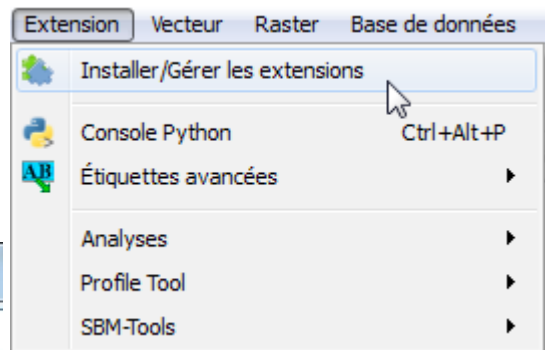 Extension Vecteur Raster Base de données
Installer/Gérer les extensions
Console Python Ctrl+Alt+P
Étiquettes avancées
Analyses
Profile Tool
SBM-Tools